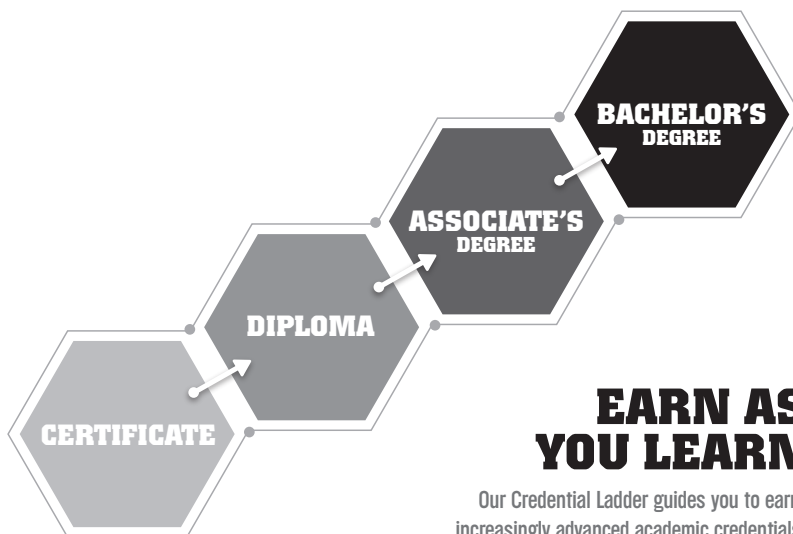 BACHELOR'S
DEGREE
ASSOCIATE'S
DEGREE
DIPLOMA
CERTIFICATE
EARN AS
YOU LEARN
Our Credential Ladder guides you to earn
increasingly advanced academic credentials